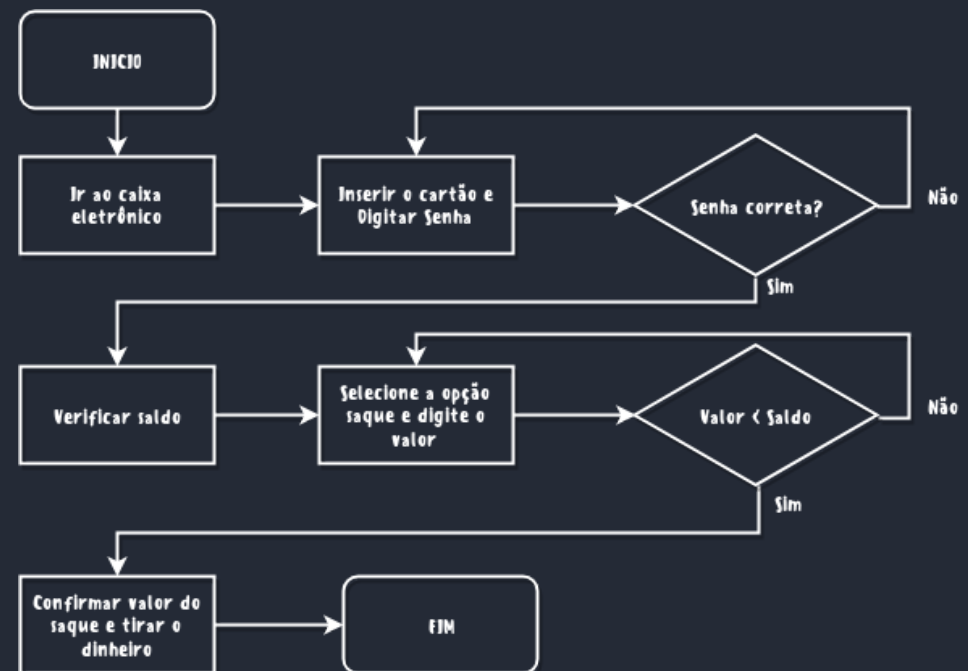 INICIO
Ir ao caixa
eletrônico
Inserir o cartão e
Digitar Senha
Senha correta?
Não
Sim
Verificar saldo
Selecione a opção
saque e digite o
valor
Valor < Saldo
Não
Sim
Confirmar valor do
saque e tirar o
dinheiro
FIM